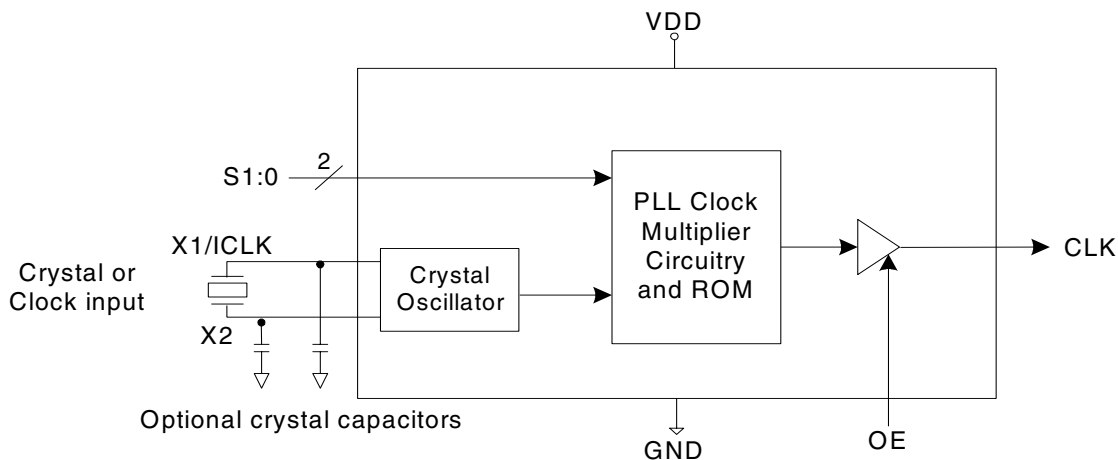 VDD
2
S1:0
PLL Clock
Multiplier
Circuitry
and ROM
X1/ICLK
CLK
Crystal or
Clock input
Crystal
Oscillator
X2
Optional crystal capacitors
GND
OE